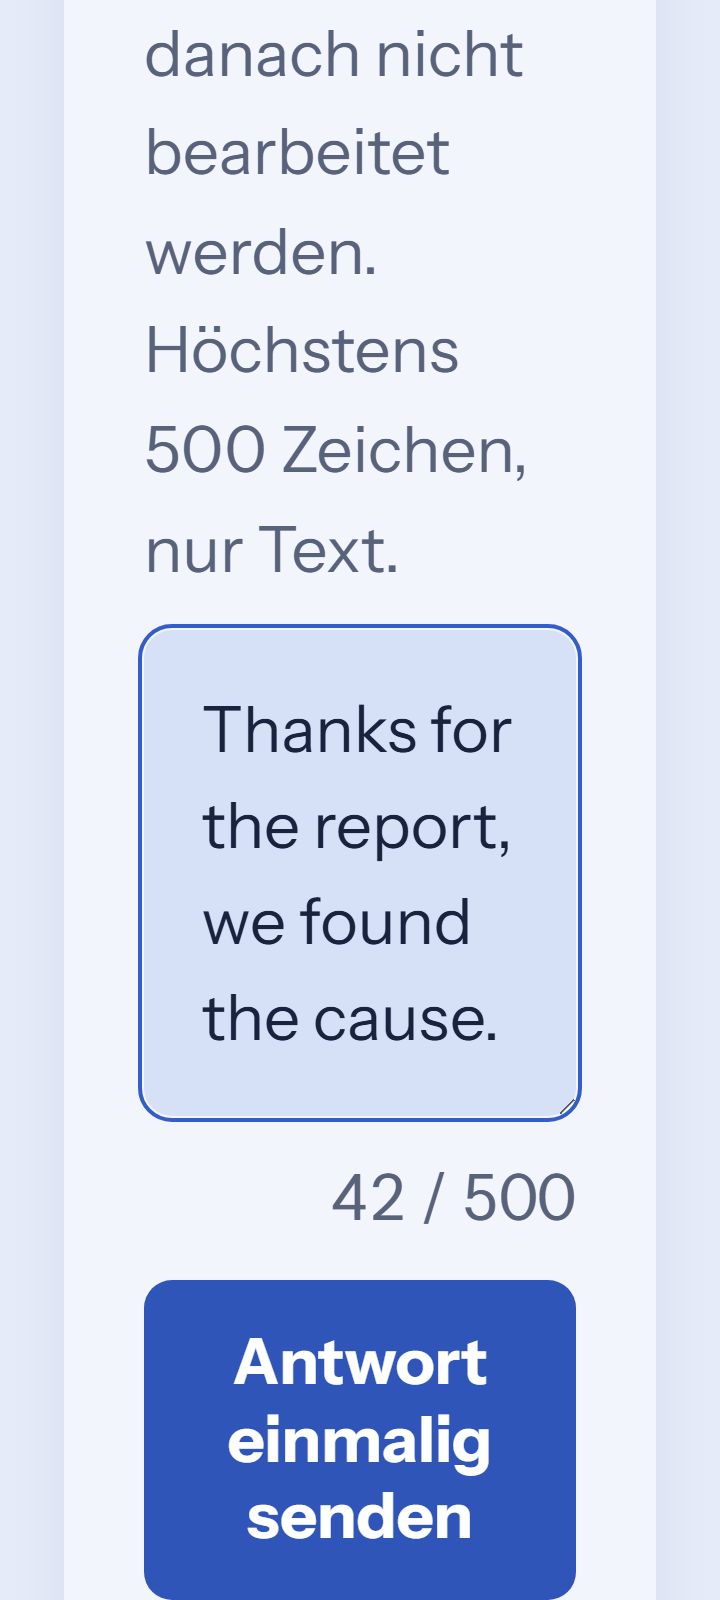 danach nicht
bearbeitet
werden.
Höchstens
500 Zeichen,
nur Text.
Thanks for
the report,
we found
the cause.
42 / 500
Antwort
einmalig
senden